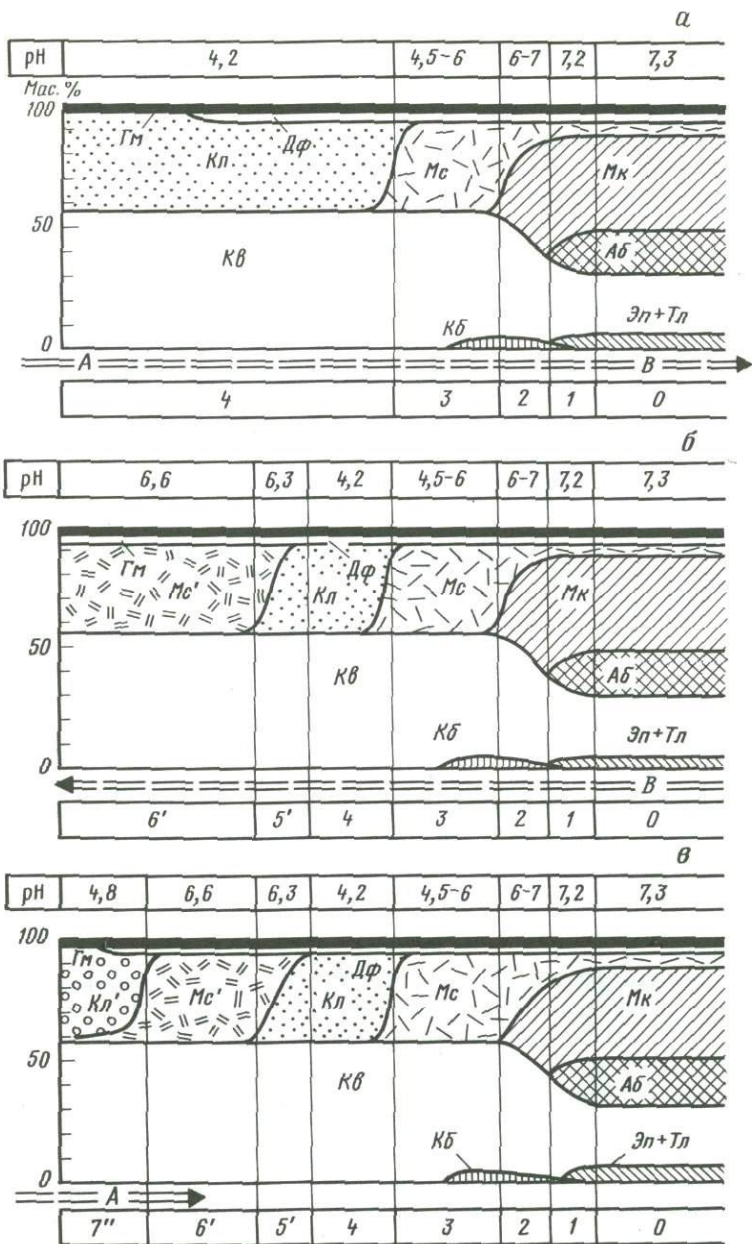 а
pH 4,2 4,5-6 6-7 7,2 7,3
Мас. %
100
Гм Дф
Кл Мс Мк
50
Кв Аб
Кб Эп+Тл
0
А В
4 3 2 1 0
б
pH 6,6 6,3 4,2 4,5-6 6-7 7,2 7,3
100
Гм Мс' Кл Дф Мс Мк
50
Кв Аб
Кб Эп+Тл
0
В
6' 5' 4 3 2 1 0
в
pH 4,8 6,6 6,3 4,2 4,5-6 6-7 7,2 7,3
100
Гм Дф
Кл' Мс' Кл Мс Мк
50
Кв Аб
Кб Эп+Тл
0
А
7" 6' 5' 4 3 2 1 0